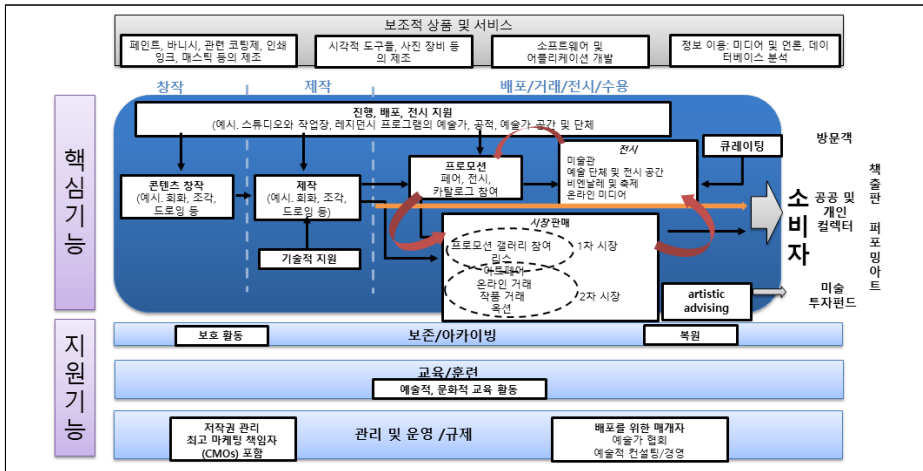 보조적 상품 및 서비스
페인트, 바니시, 관련 코팅제, 인쇄
잉크, 매스틱 등의 제조
시각적 도구들, 사진 장비 등
의 제조
소프트웨어 및
어플리케이션 개발
정보 이용: 미디어 및 언론, 데이
터베이스 분석
창작
제작
배포/거래/전시/수용
핵심기능
진행, 배포, 전시 지원
(예시. 스튜디오와 작업장, 레지던시 프로그램의 예술가, 공적, 예술가 공간 및 단체
콘텐츠 창작
(예시. 회화, 조각,
드로잉 등
제작
(예시. 회화, 조각,
드로잉 등)
기술적 지원
프로모션
페어, 전시,
카탈로그 참여
전시
미술관
예술 단체 및 전시 공간
비엔날레 및 축제
온라인 미디어
큐레이팅
시장 판매
프로모션 갤러리 참여
리스
1차 시장
아트페어
온라인 거래
작품 거래
옥션
2차 시장
artistic
advising
소비자
방문객
공공 및
개인
컬렉터
미술
투자펀드
책출판 퍼포밍아트
지원기능
보호 활동
보존/아카이빙
복원
교육/훈련
예술적, 문화적 교육 활동
저작권 관리
최고 마케팅 책임자
(CMOs) 포함
관리 및 운영 /규제
배포를 위한 매개자
예술가 협회
예술적 컨설팅/경영